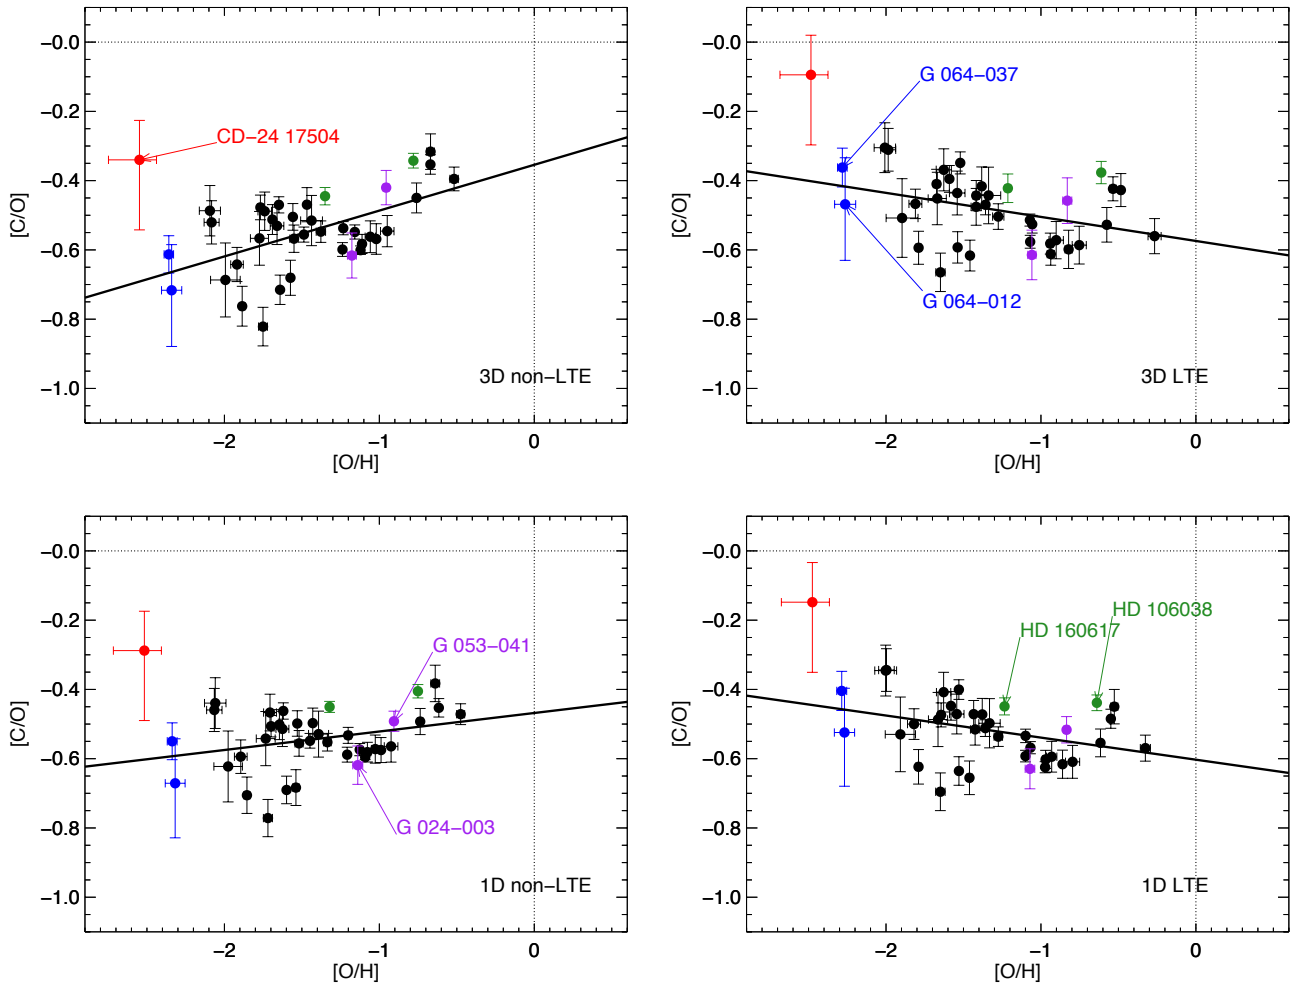 −0.0
−0.2
−0.4
−0.6
−0.8
−1.0
[C/O]
CD−24 17504
3D non−LTE
−2
−1
0
[O/H]
−0.0
−0.2
−0.4
−0.6
−0.8
−1.0
[C/O]
G 064−037
G 064−012
3D LTE
−2
−1
0
[O/H]
−0.0
−0.2
−0.4
−0.6
−0.8
−1.0
[C/O]
G 053−041
G 024−003
1D non−LTE
−2
−1
0
[O/H]
−0.0
−0.2
−0.4
−0.6
−0.8
−1.0
[C/O]
HD 106038
HD 160617
1D LTE
−2
−1
0
[O/H]